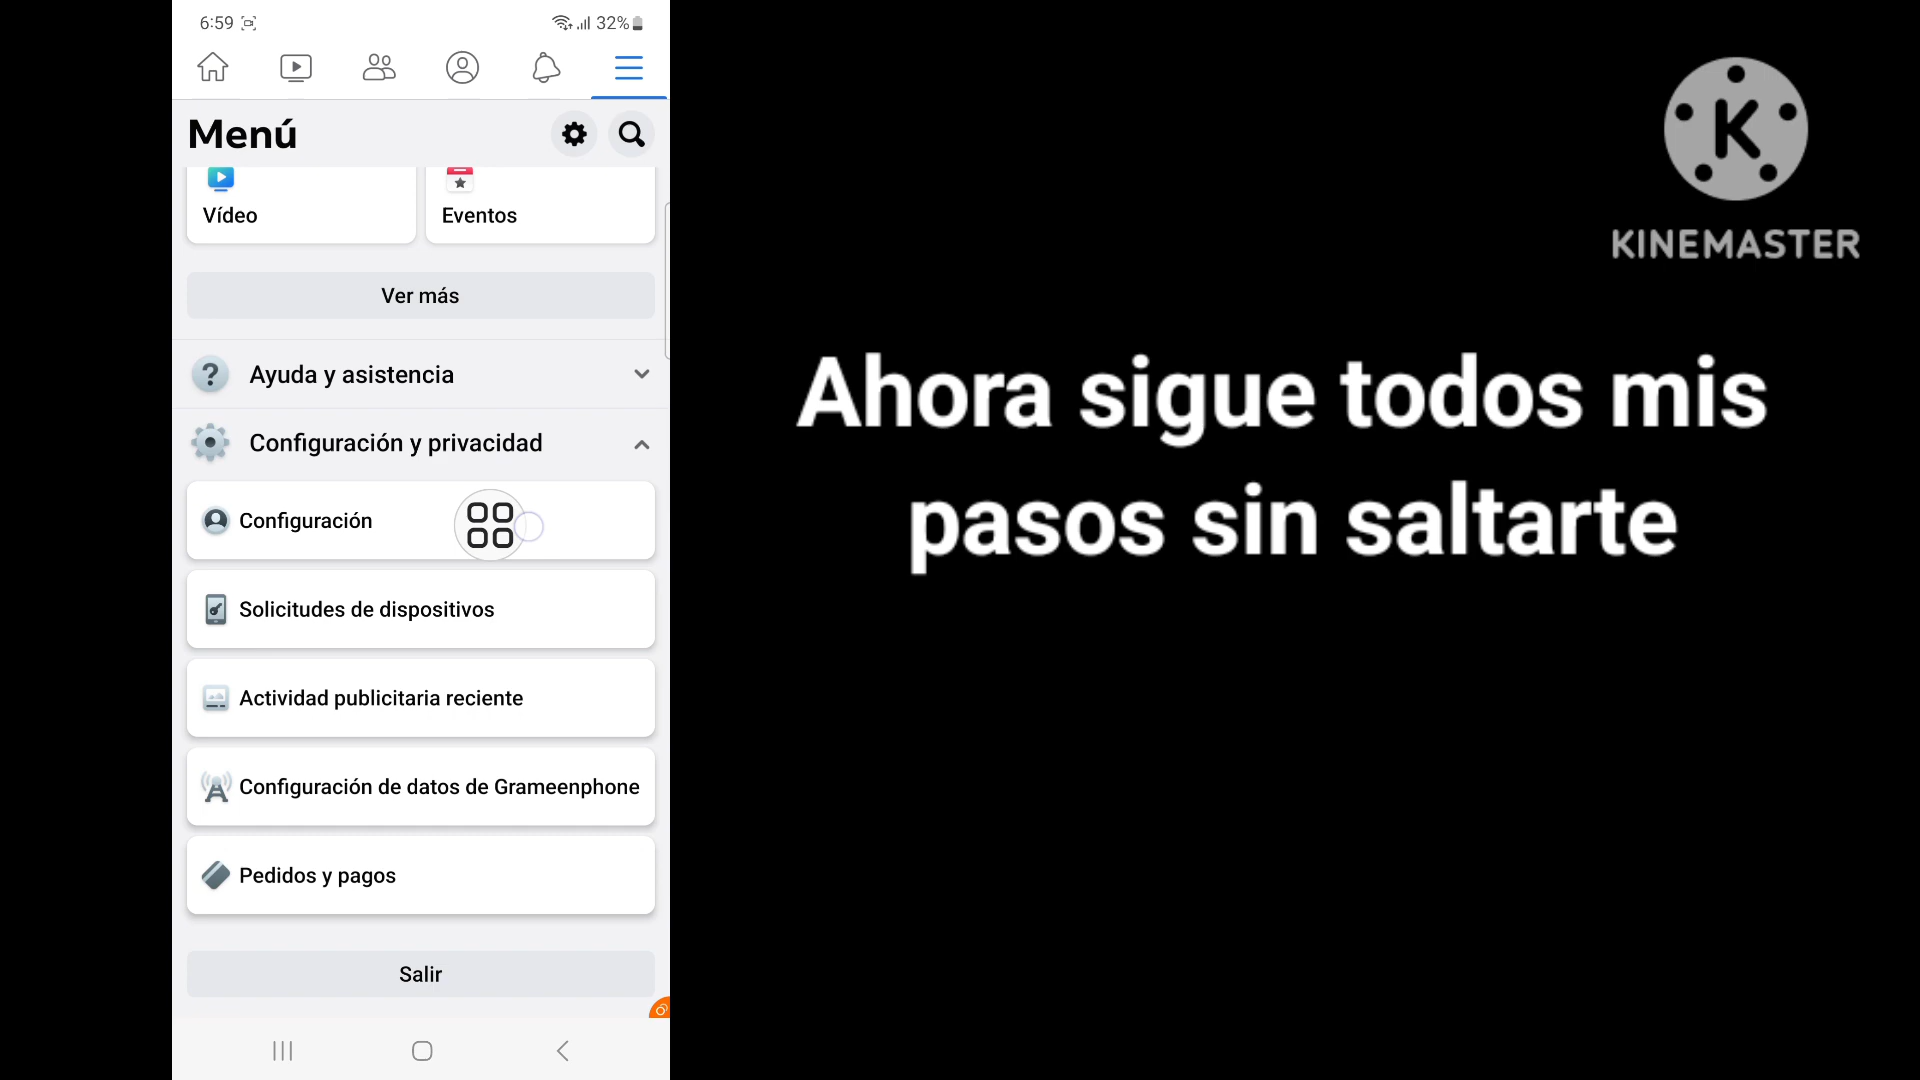 6:59
32%
Menú
Vídeo
Eventos
Ver más
Ayuda y asistencia
Configuración y privacidad
Configuración
Solicitudes de dispositivos
Actividad publicitaria reciente
Configuración de datos de Grameenphone
Pedidos y pagos
Salir
K
KINEMASTER
Ahora sigue todos mis
pasos sin saltarte